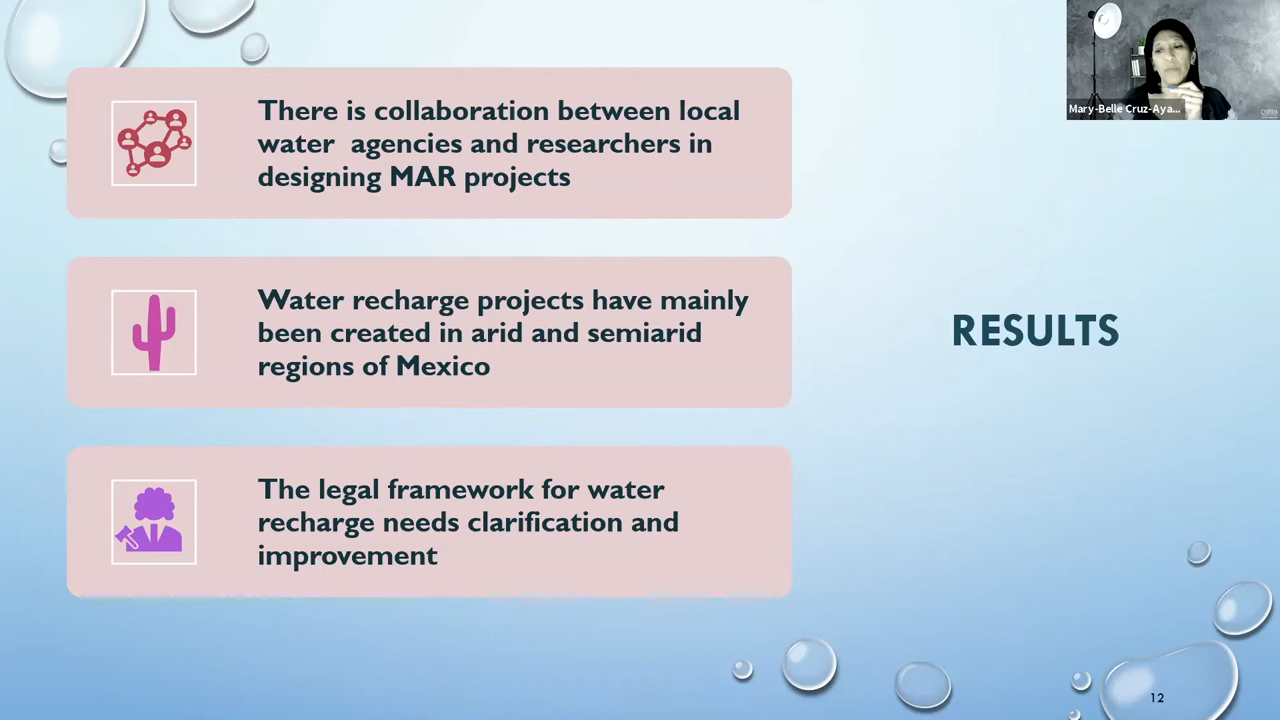 There is collaboration between local
water agencies and researchers in
designing MAR projects
Water recharge projects have mainly
been created in arid and semiarid
regions of Mexico
The legal framework for water
recharge needs clarification and
improvement
RESULTS
Mary-Belle Cruz-Aya...
12